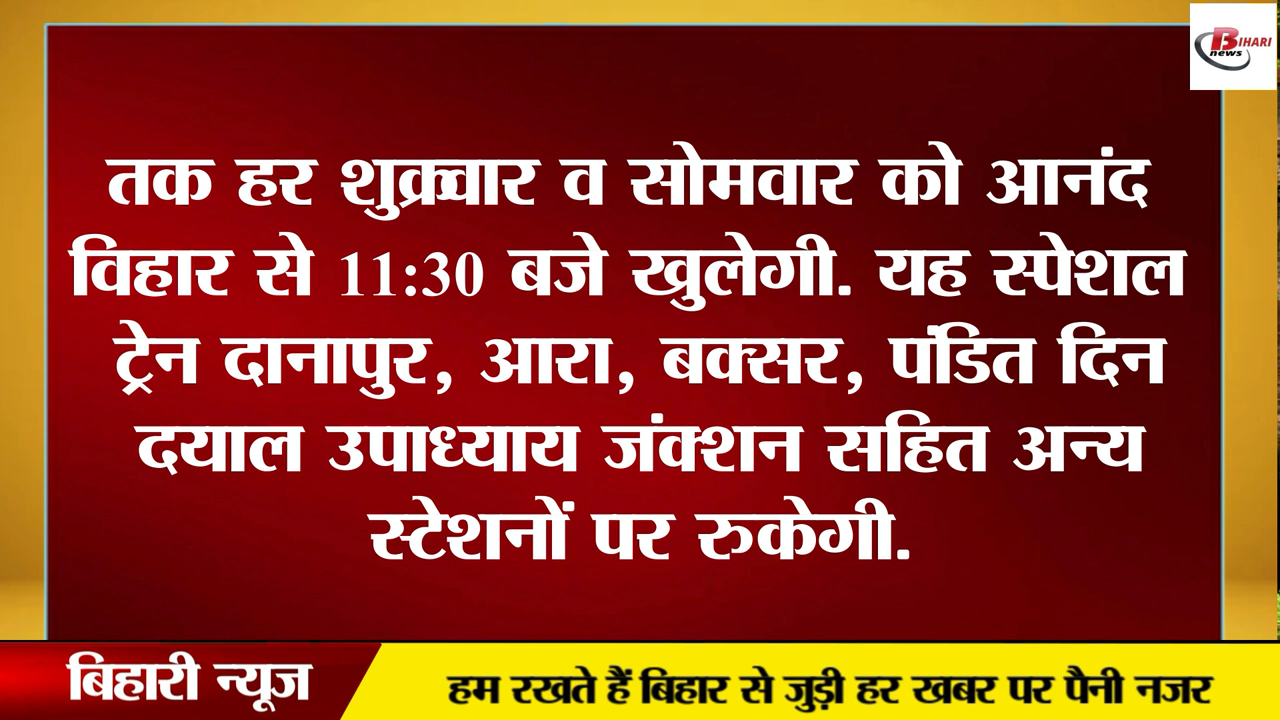 BIHARI
news
तक हर शुक्रवार व सोमवार को आनंद
विहार से 11:30 बजे खुलेगी. यह स्पेशल
ट्रेन दानापुर, आरा, बक्सर, पंडित दिन
दयाल उपाध्याय जंक्शन सहित अन्य
स्टेशनों पर रुकेगी.
बिहारी न्यूज
हम रखते हैं बिहार से जुड़ी हर खबर पर पैनी नजर